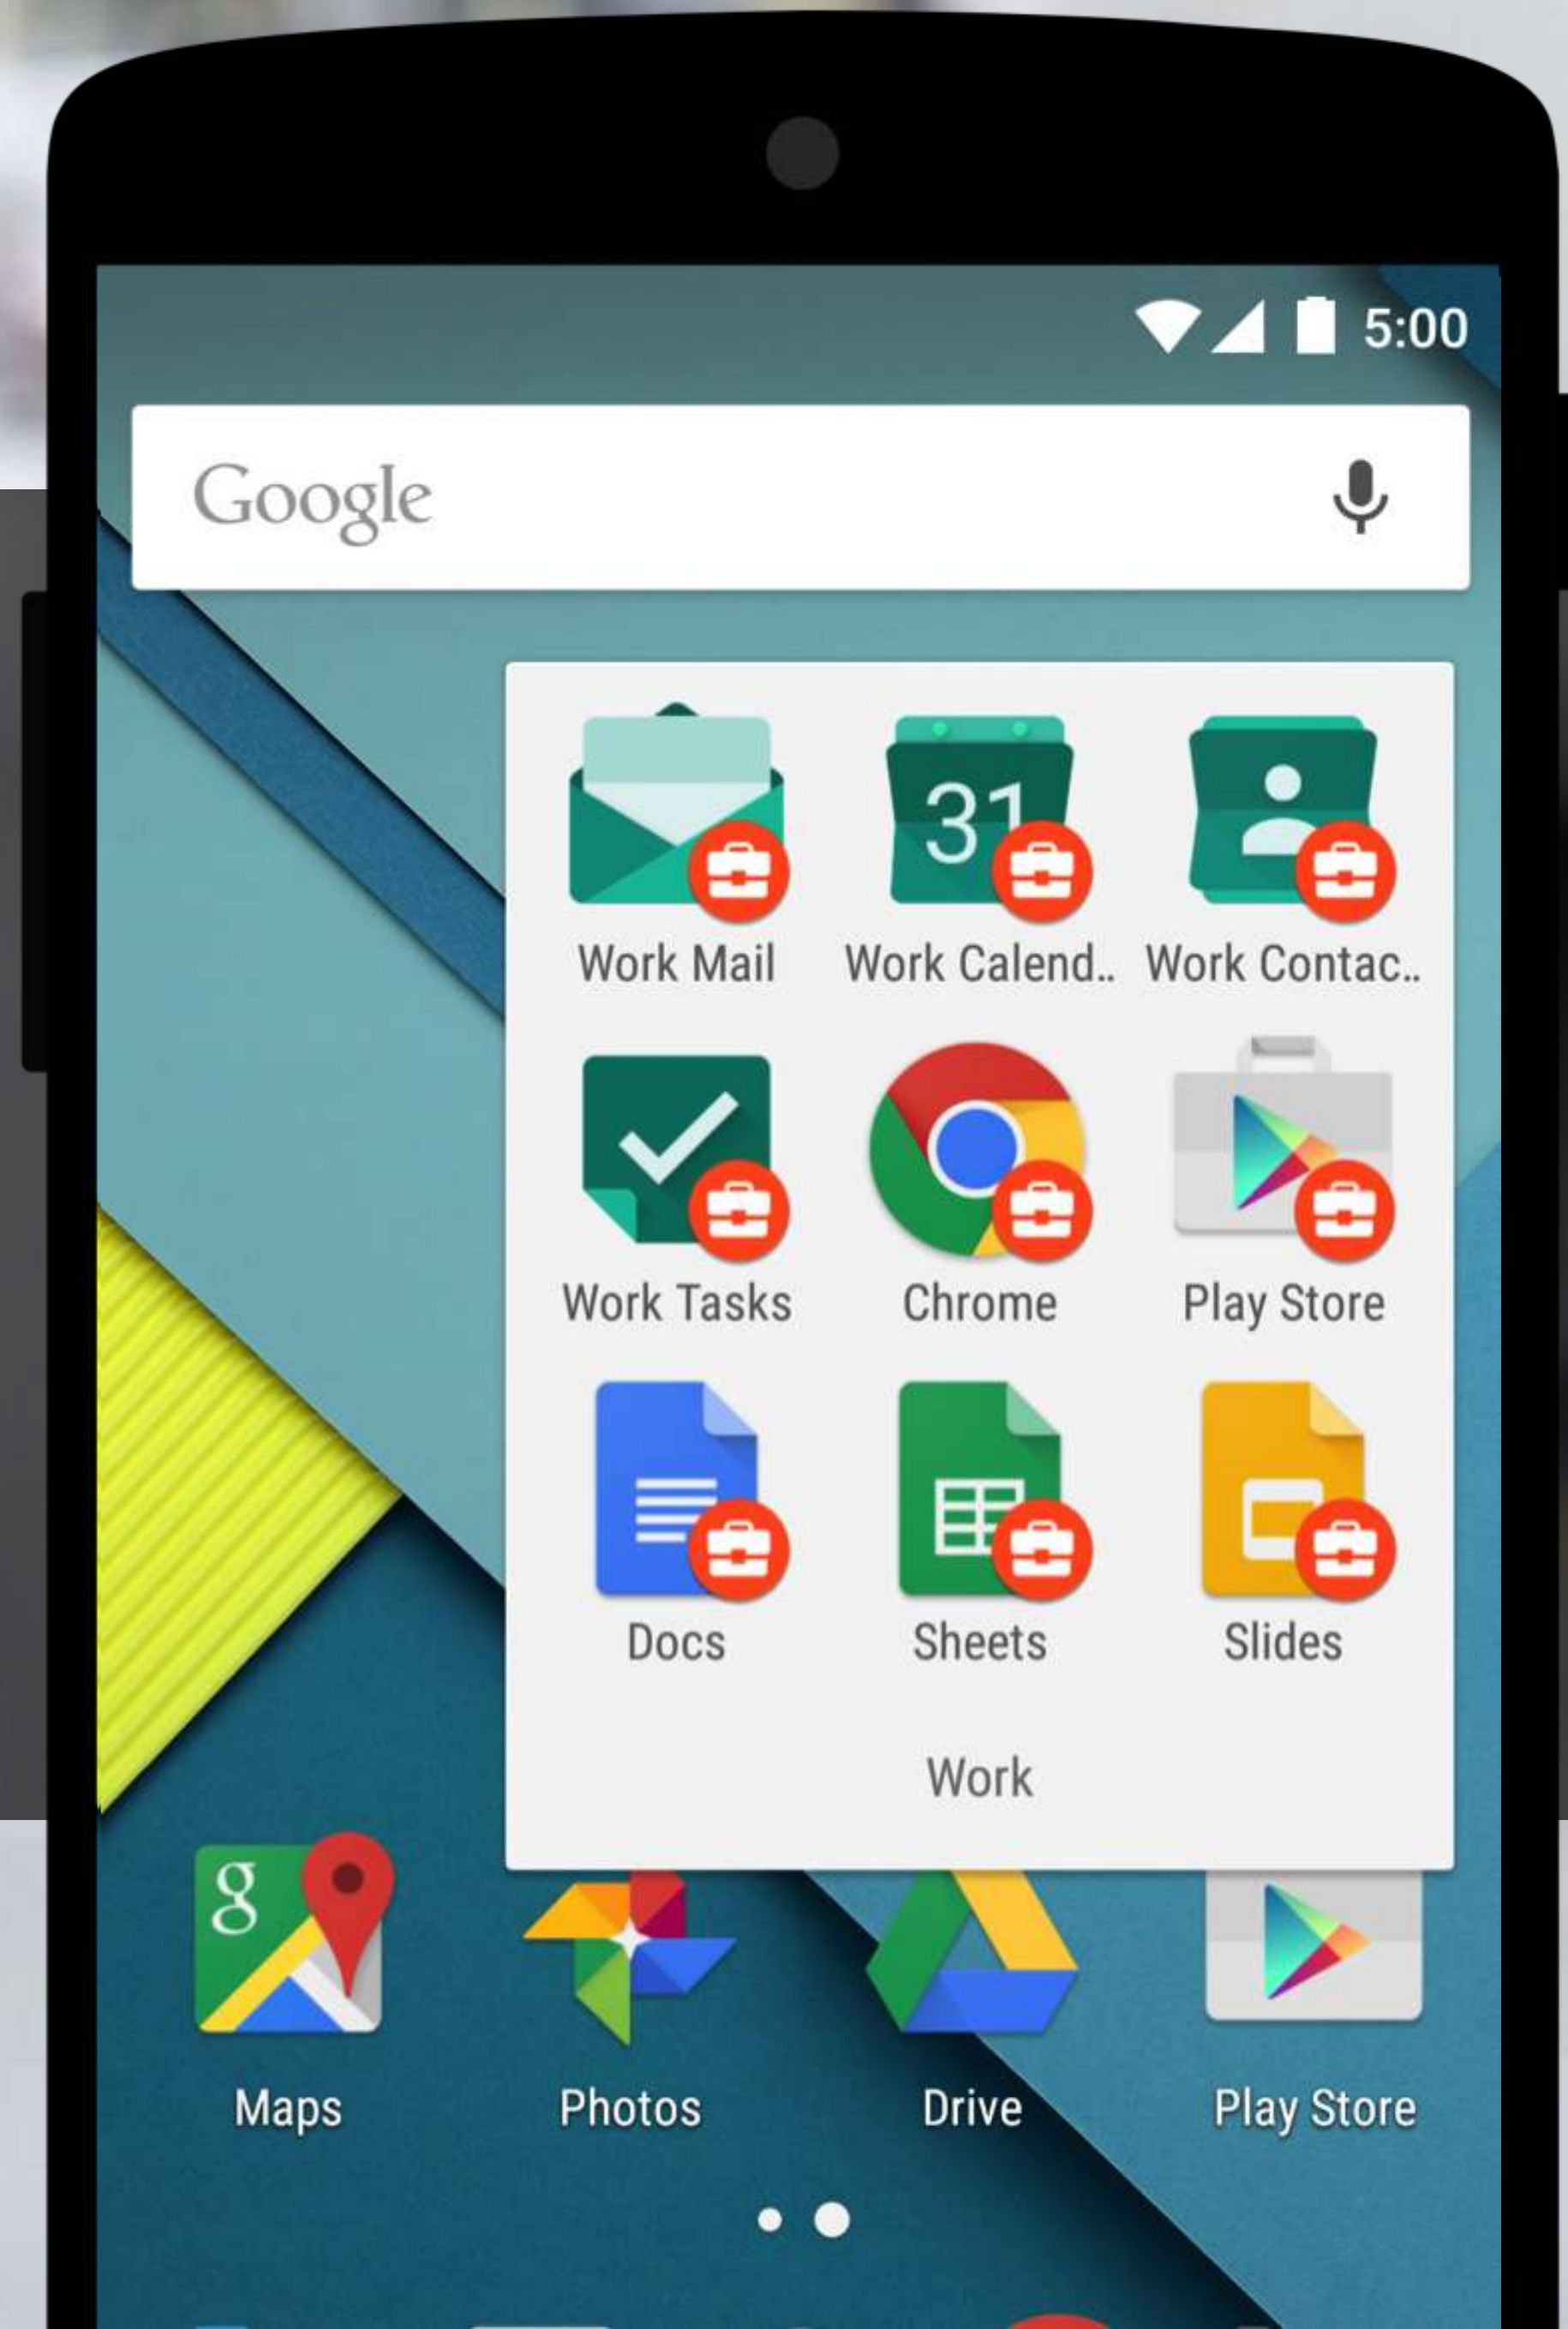 5:00
Google
31
Work Mail
Work Calend..
Work Contac..
Work Tasks
Chrome
Play Store
Docs
Sheets
Slides
Work
g
Maps
Photos
Drive
Play Store